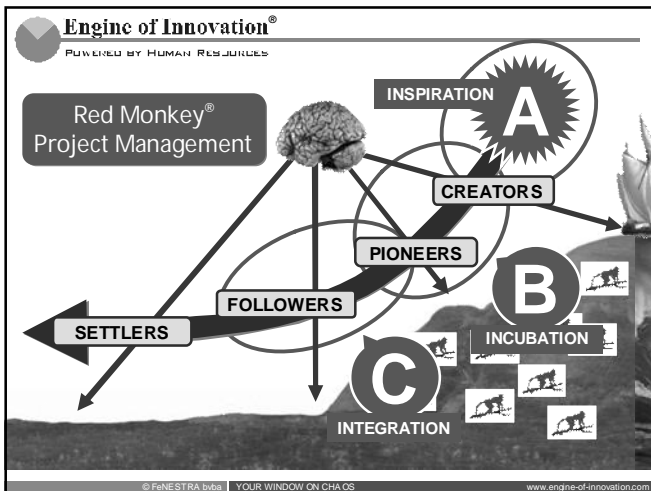 Engine of Innovation®
POWERED BY HUMAN RESOURCES
Red Monkey®
Project Management
INSPIRATION
A
CREATORS
PIONEERS
FOLLOWERS
SETTLERS
B
INCUBATION
C
INTEGRATION
© FeNESTRA bvba
YOUR WINDOW ON CHAOS
www.engine-of-innovation.com